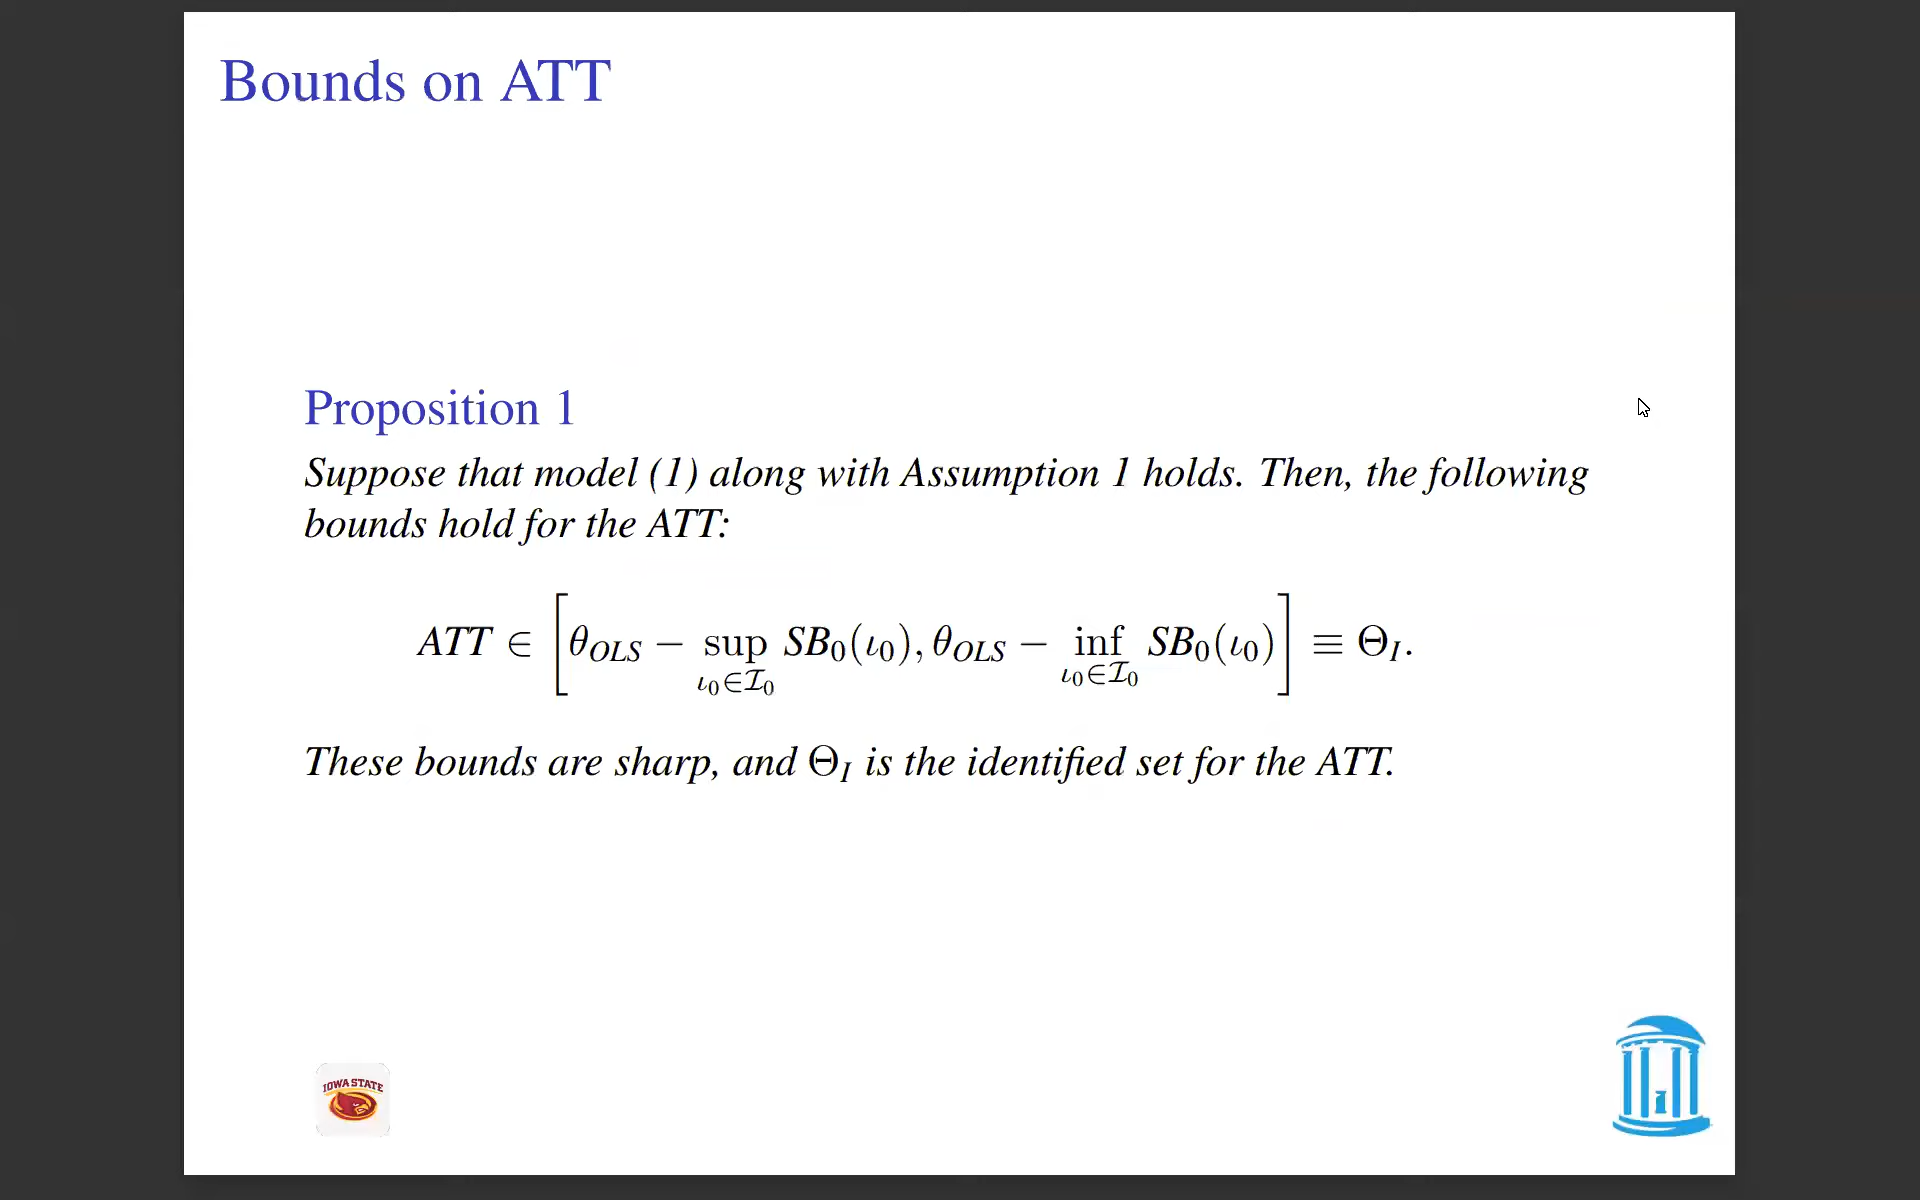 Bounds on ATT
Proposition 1
Suppose that model (1) along with Assumption 1 holds. Then, the following
bounds hold for the ATT:
ATT ∈ [θ_OLS − sup_{ι₀∈𝓘₀} SB₀(ι₀), θ_OLS − inf_{ι₀∈𝓘₀} SB₀(ι₀)] ≡ Θ_I.
These bounds are sharp, and Θ_I is the identified set for the ATT.
IOWA STATE